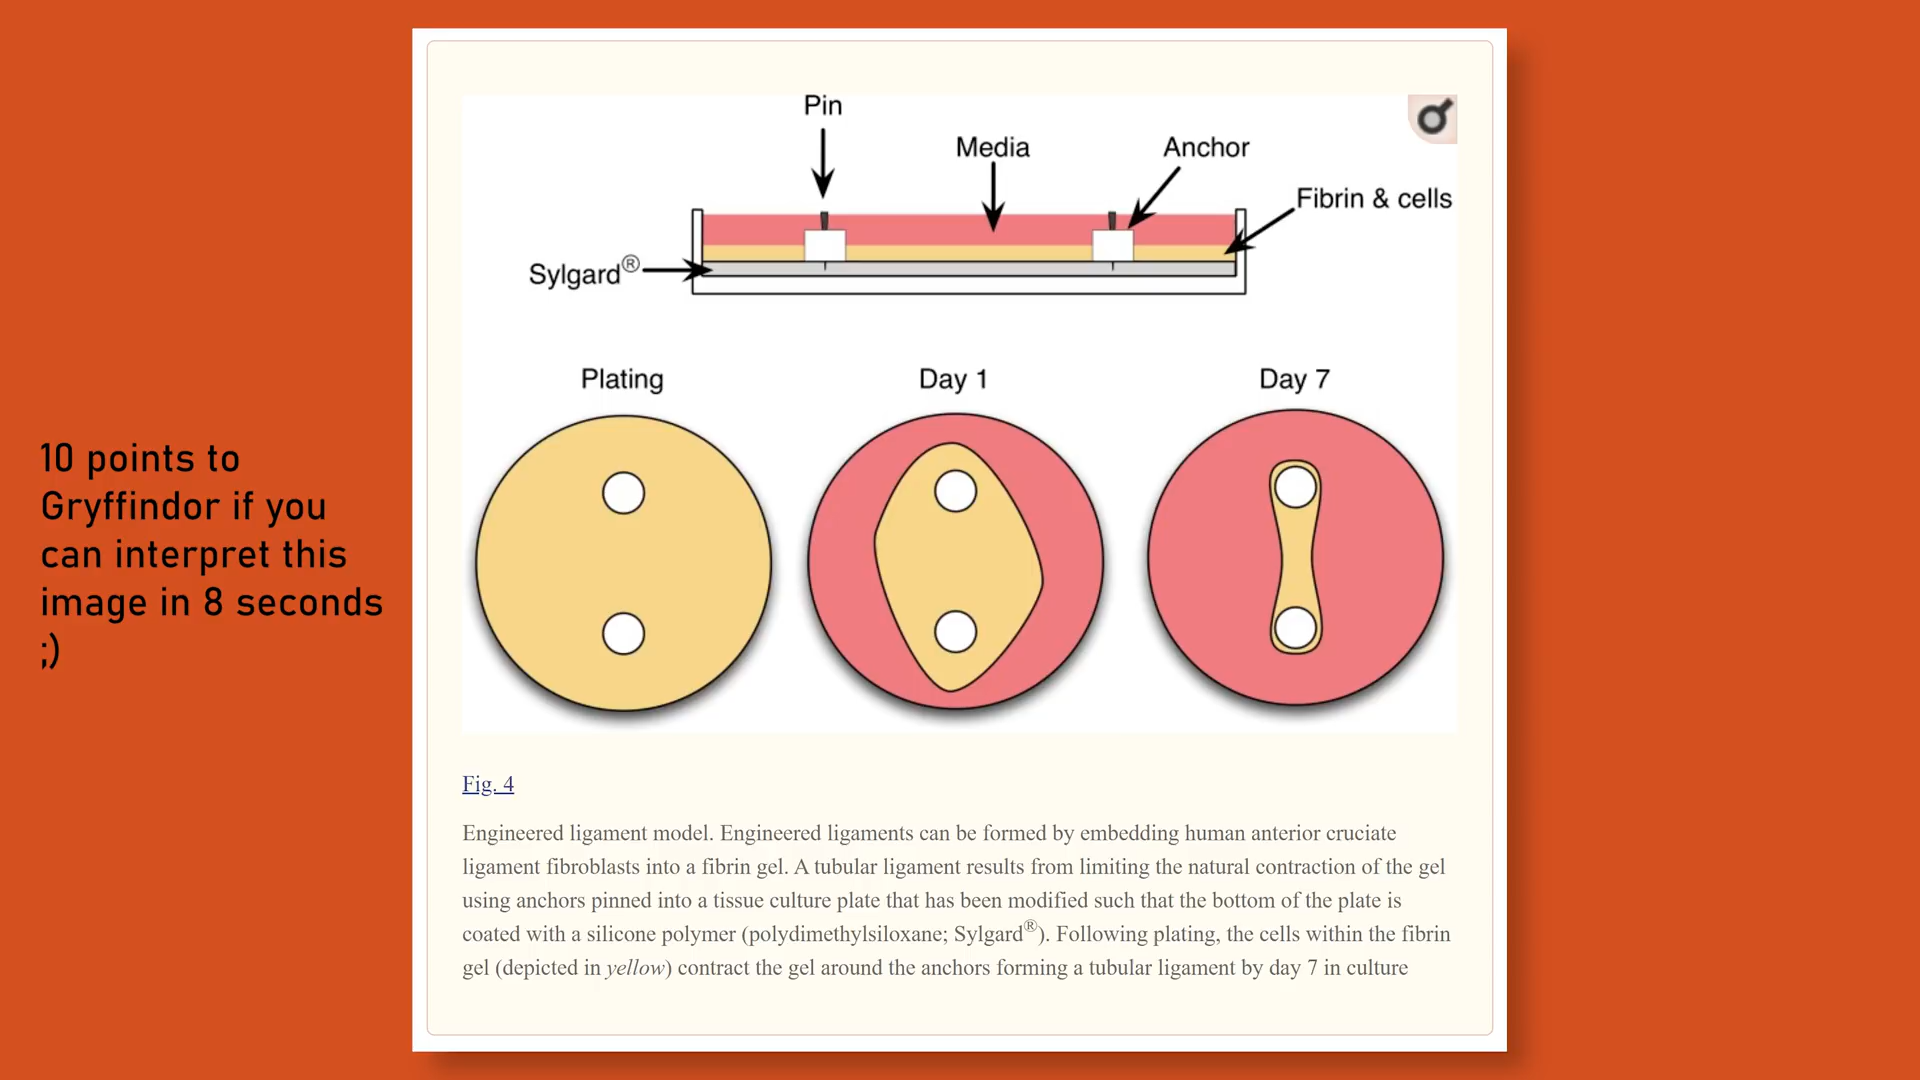 10 points to
Gryffindor if you
can interpret this
image in 8 seconds
;)
Pin
Media
Anchor
Fibrin & cells
Sylgard®
Plating
Day 1
Day 7
Fig. 4
Engineered ligament model. Engineered ligaments can be formed by embedding human anterior cruciate
ligament fibroblasts into a fibrin gel. A tubular ligament results from limiting the natural contraction of the gel
using anchors pinned into a tissue culture plate that has been modified such that the bottom of the plate is
coated with a silicone polymer (polydimethylsiloxane; Sylgard®). Following plating, the cells within the fibrin
gel (depicted in yellow) contract the gel around the anchors forming a tubular ligament by day 7 in culture